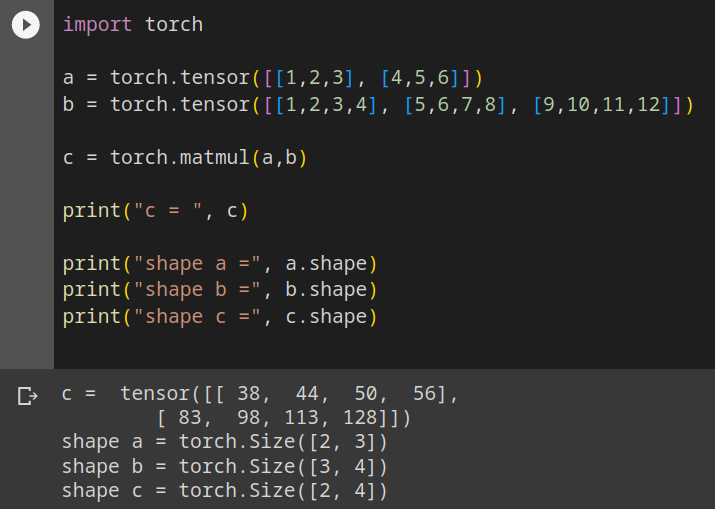 import torch
a = torch.tensor([[1,2,3], [4,5,6]])
b = torch.tensor([[1,2,3,4], [5,6,7,8], [9,10,11,12]])
c = torch.matmul(a,b)
print("c = ", c)
print("shape a =", a.shape)
print("shape b =", b.shape)
print("shape c =", c.shape)
c =  tensor([[ 38,  44,  50,  56],
        [ 83,  98, 113, 128]])
shape a = torch.Size([2, 3])
shape b = torch.Size([3, 4])
shape c = torch.Size([2, 4])